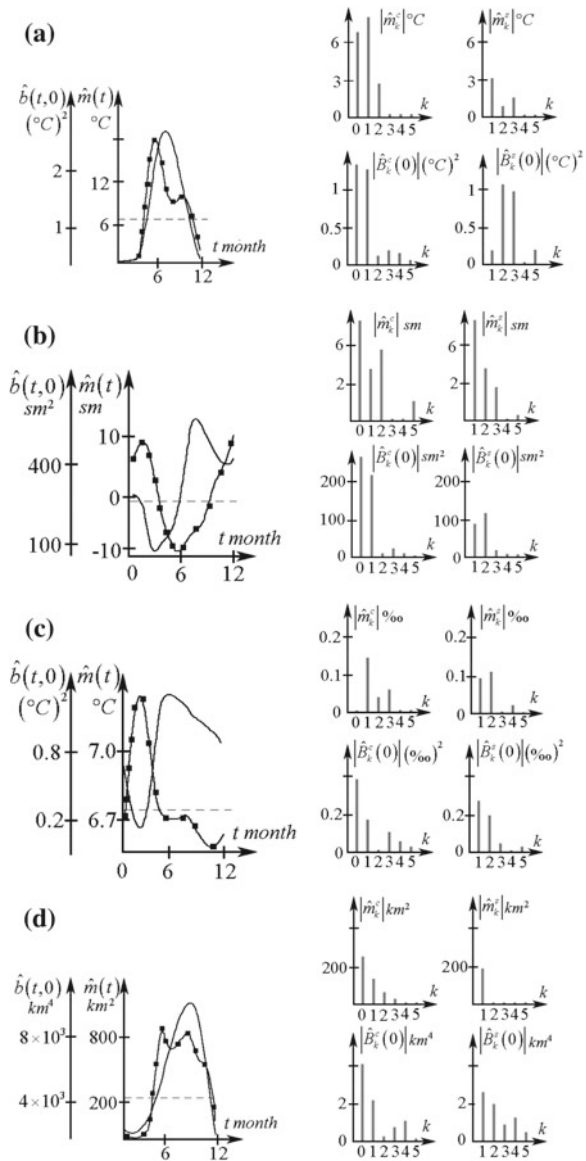 (a)
b̂(t,0) m̂(t)
(°C)² °C
2 12
1 6
t month
6 12
|m̂ᶜₖ| °C
6
2
k
0 1 2 3 4 5
|m̂ˢₖ| °C
6
2
k
1 2 3 4 5
|B̂ᶜₖ(0)| (°C)²
1
0.5
0
k
0 1 2 3 4 5
|B̂ˢₖ(0)| (°C)²
1
0.5
0
k
1 2 3 4 5
(b)
b̂(t,0) m̂(t)
sm² sm
400 10
0
100 -10
t month
0 6 12
|m̂ᶜₖ| sm
6
2
k
0 1 2 3 4 5
|m̂ˢₖ| sm
6
2
k
1 2 3 4 5
|B̂ᶜₖ(0)| sm²
200
100
0
k
0 1 2 3 4 5
|B̂ˢₖ(0)| sm²
200
100
0
k
1 2 3 4 5
(c)
b̂(t,0) m̂(t)
(°C)² °C
0.8 7.0
0.2 6.7
t month
0 6 12
|m̂ᶜₖ| ‰
0.2
0.1
0
k
0 1 2 3 4 5
|m̂ˢₖ| ‰
0.2
0.1
0
k
1 2 3 4 5
|B̂ᶜₖ(0)| (‰)²
0.2
0
k
0 1 2 3 4 5
|B̂ˢₖ(0)| (‰)²
0.2
0
k
1 2 3 4 5
(d)
b̂(t,0) m̂(t)
km⁴ km²
8×10³ 800
4×10³ 200
t month
6 12
|m̂ᶜₖ| km²
200
k
0 1 2 3 4 5
|m̂ˢₖ| km²
200
k
1 2 3 4 5
|B̂ᶜₖ(0)| km⁴
2
0
k
0 1 2 3 4 5
|B̂ˢₖ(0)| km⁴
2
0
k
1 2 3 4 5